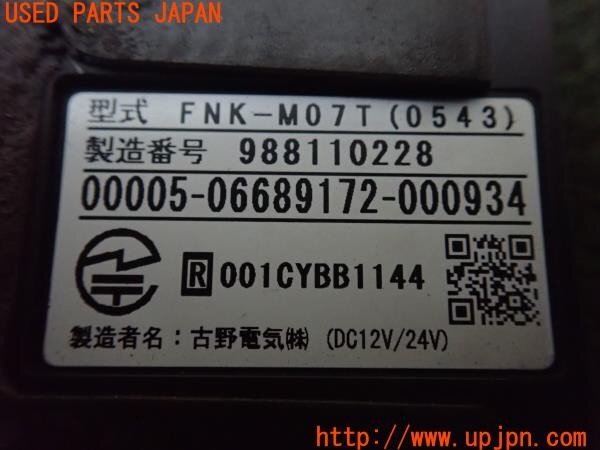 USED PARTS JAPAN
型式 FNK-M07T(0543)
製造番号 988110228
00005-06689172-000934
R 001CYBB1144
製造者名：古野電気㈱ (DC12V/24V)
http://www.upjpn.com/